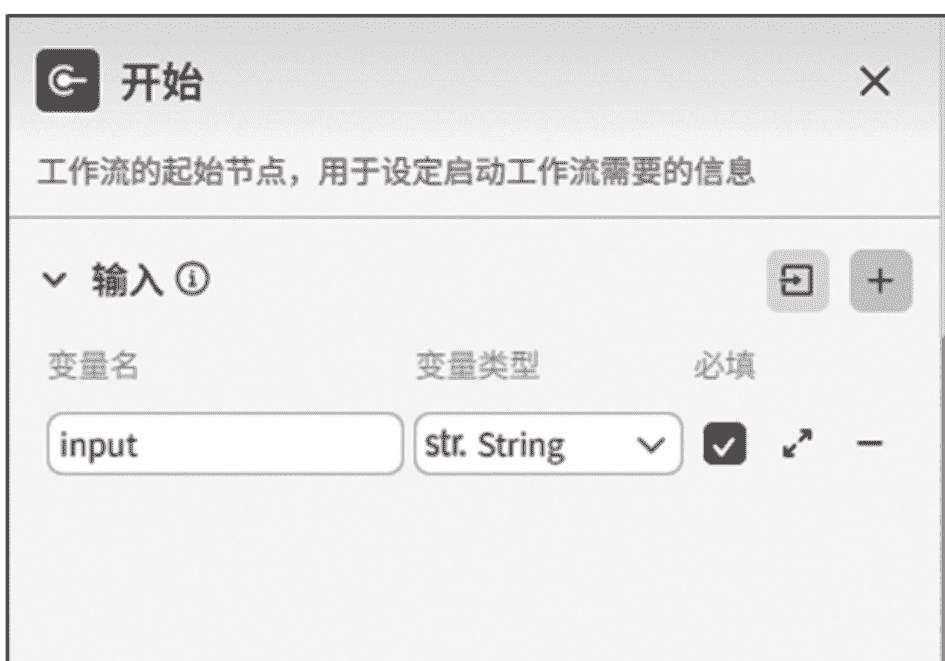 开始
工作流的起始节点，用于设定启动工作流需要的信息
输入
变量名 变量类型 必填
input str. String